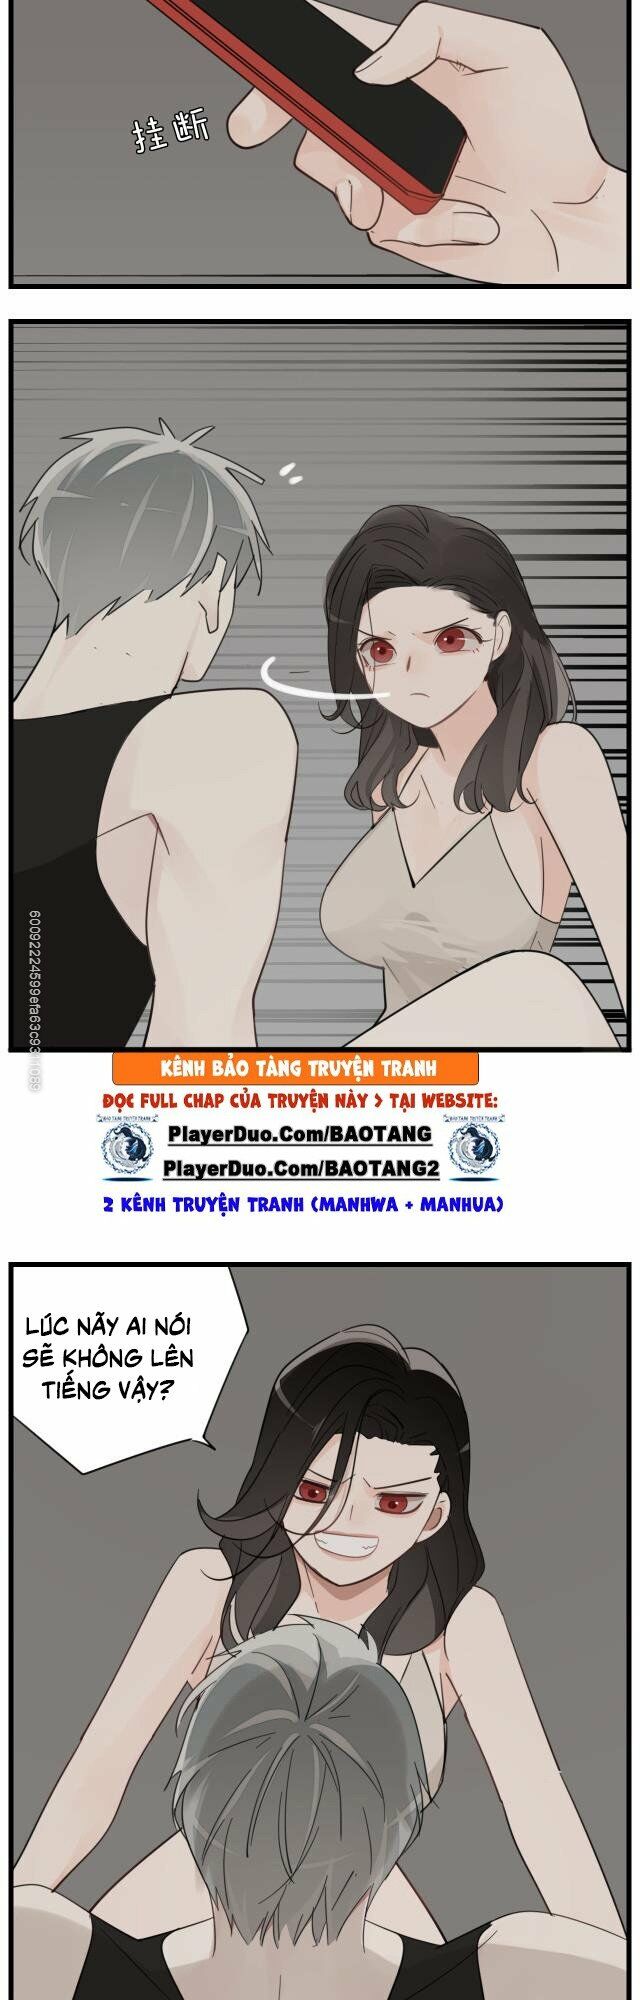 挂断
60092224599efa63c9311089
KÊNH BẢO TÀNG TRUYỆN TRANH
ĐỌC FULL CHAP CỦA TRUYỆN NÀY > TẠI WEBSITE:
PlayerDuo.Com/BAOTANG
PlayerDuo.Com/BAOTANG2
2 KÊNH TRUYỆN TRANH (MANHWA + MANHUA)
LÚC NÃY AI NÓI
SẼ KHÔNG LÊN
TIẾNG VẬY?